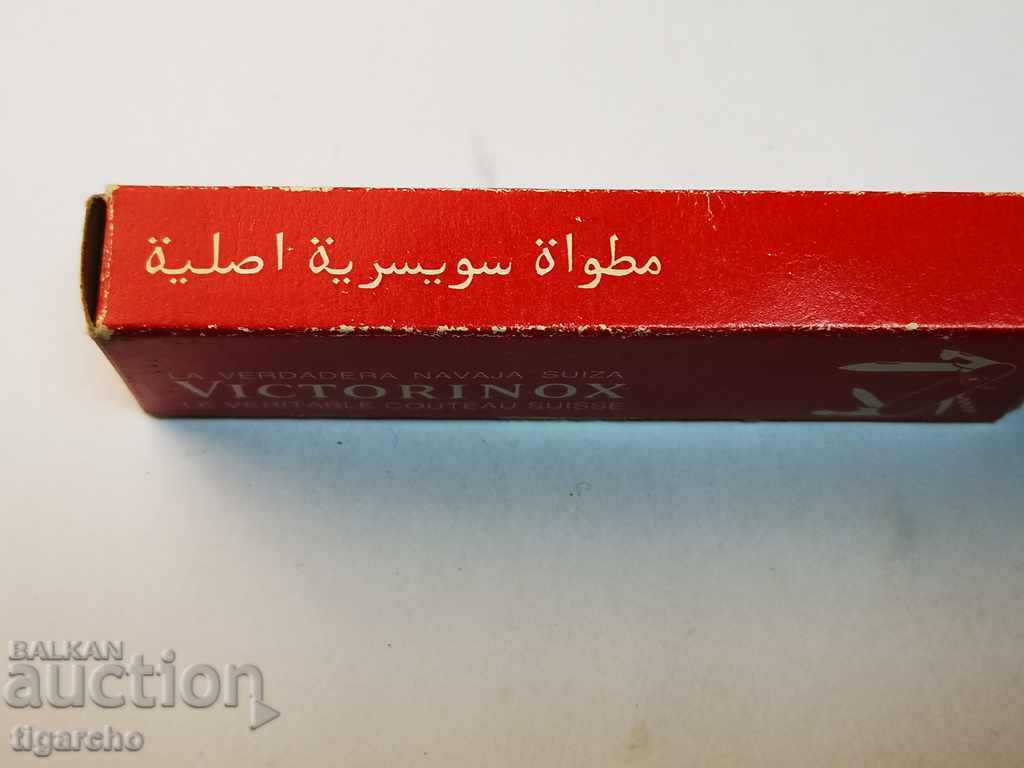 مطواة سويسرية اصلية
LA VERDADERA NAVAJA SUIZA
VICTORINOX
LE VERITABLE COUTEAU SUISSE
BALKAN
auction
tigarcho